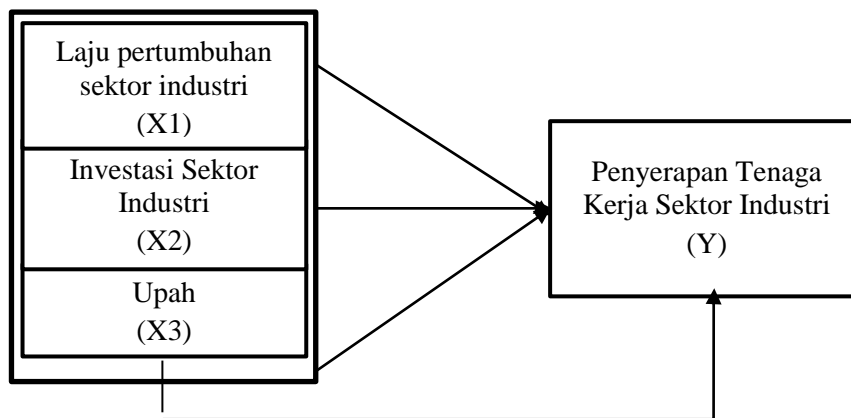 Laju pertumbuhan
sektor industri
(X1)
Investasi Sektor
Industri
(X2)
Upah
(X3)
Penyerapan Tenaga
Kerja Sektor Industri
(Y)